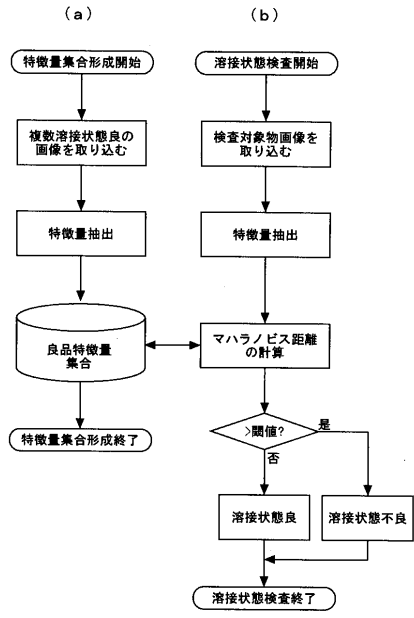 (a)
特徴量集合形成開始
複数溶接状態良の
画像を取り込む
特徴量抽出
良品特徴量
集合
特徴量集合形成終了
(b)
溶接状態検査開始
検査対象物画像を
取り込む
特徴量抽出
マハラノビス距離
の計算
>閾値?
是
否
溶接状態良
溶接状態不良
溶接状態検査終了